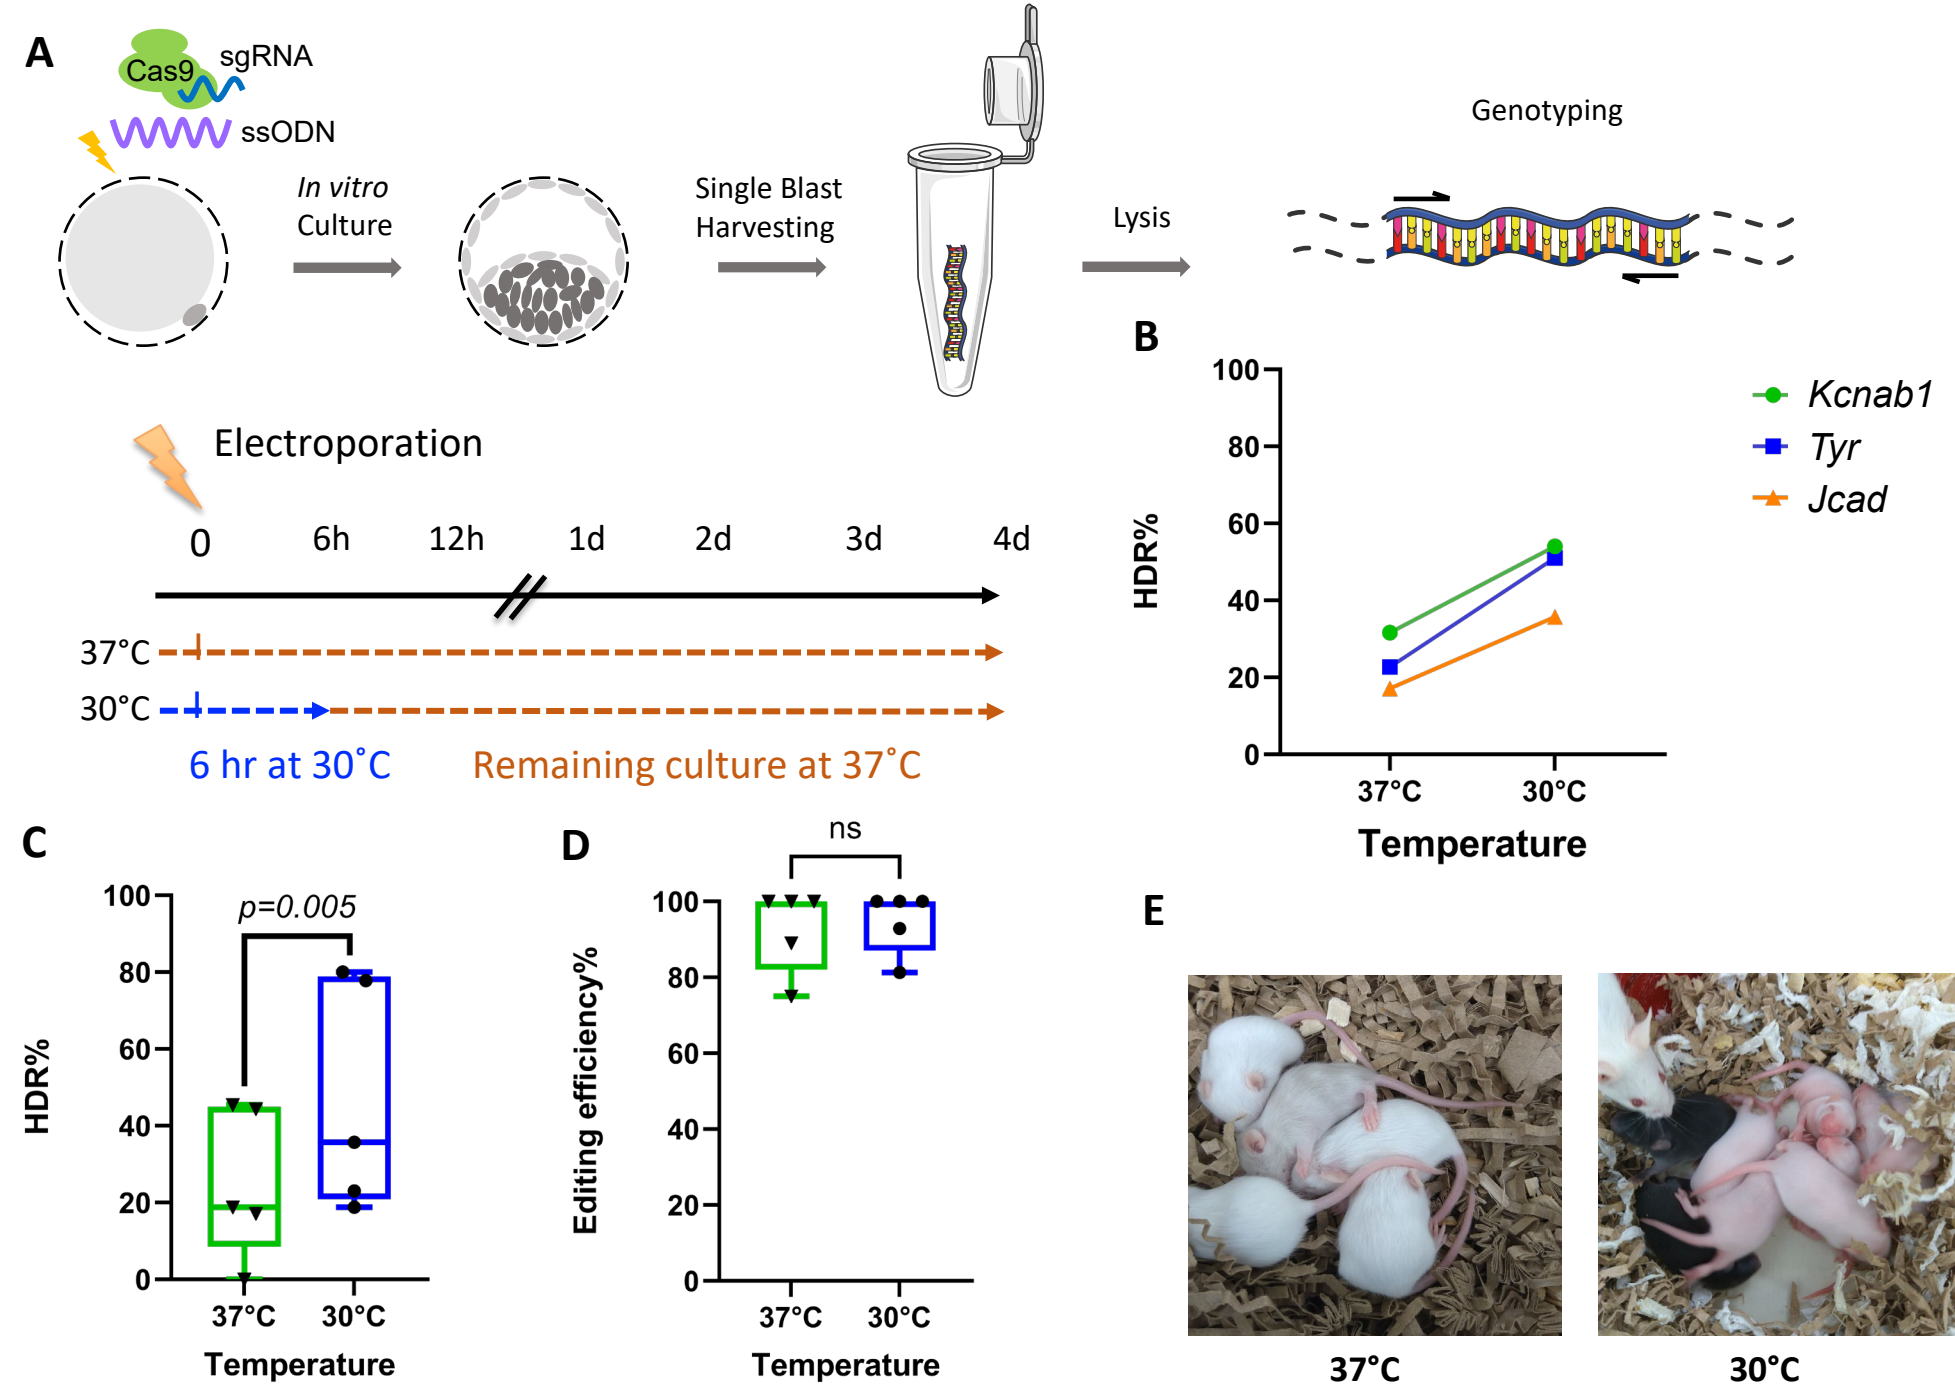 A
Cas9
sgRNA
ssODN
In vitro
Culture
Single Blast
Harvesting
Lysis
Genotyping
Electroporation
0 6h 12h 1d 2d 3d 4d
37°C
30°C
6 hr at 30˚C Remaining culture at 37˚C
B
100
80
60
40
20
0
HDR%
37°C 30°C
Temperature
Kcnab1
Tyr
Jcad
C
100
80
60
40
20
0
HDR%
p=0.005
37°C 30°C
Temperature
D
ns
100
80
60
40
20
0
Editing efficiency%
37°C 30°C
Temperature
E
37°C 30°C